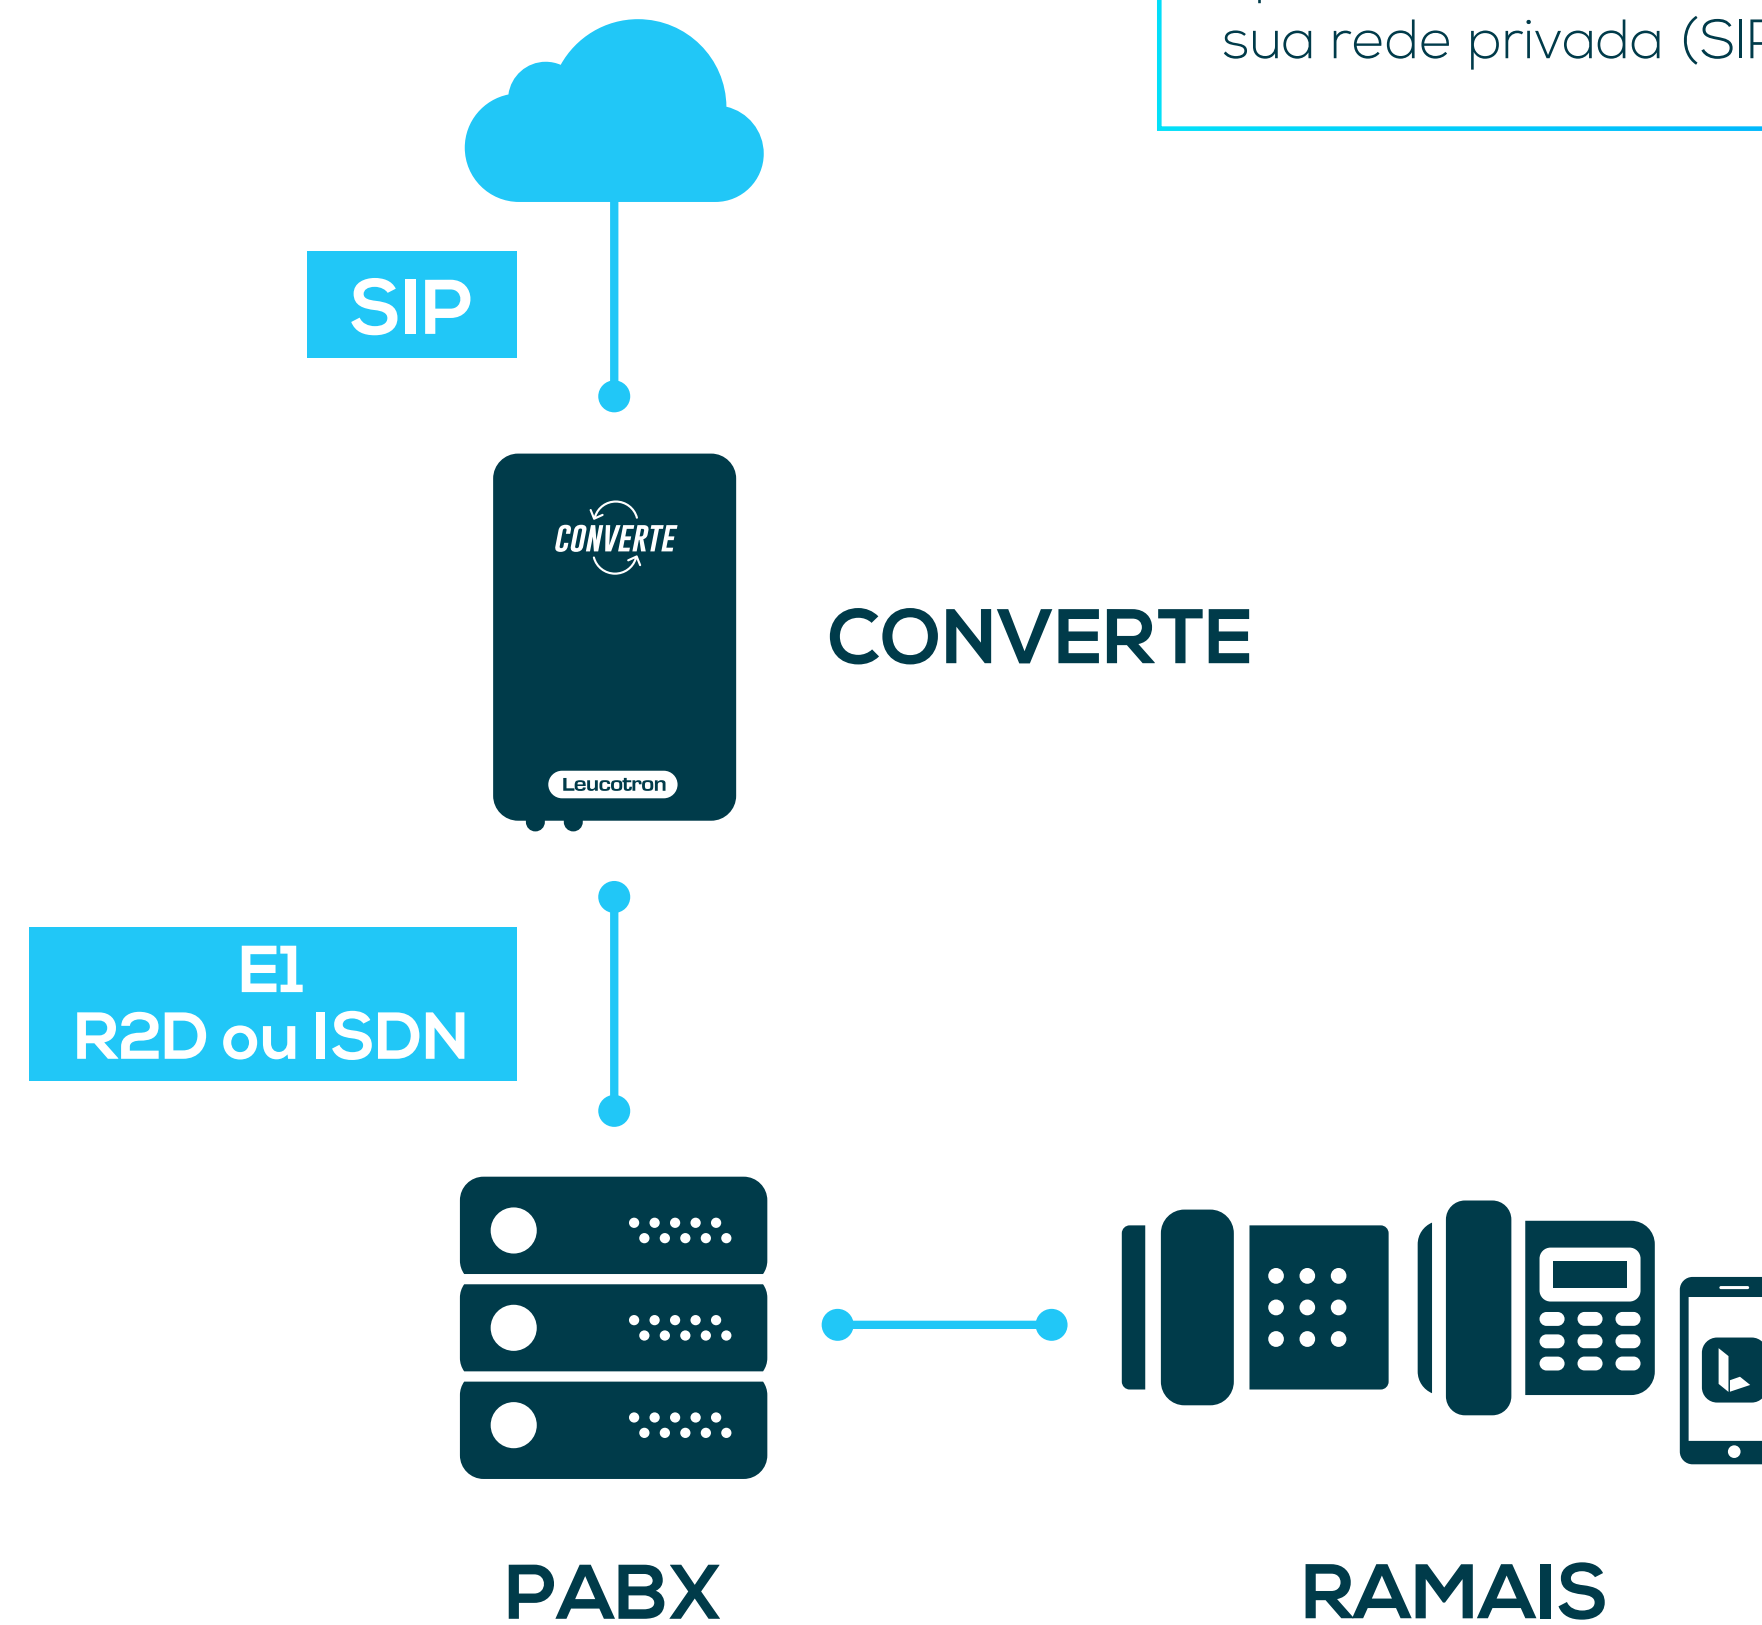 sua rede privada (SIP
SIP
CONVERTE
CONVERTE
Leucotron
E1
R2D ou ISDN
PABX
RAMAIS